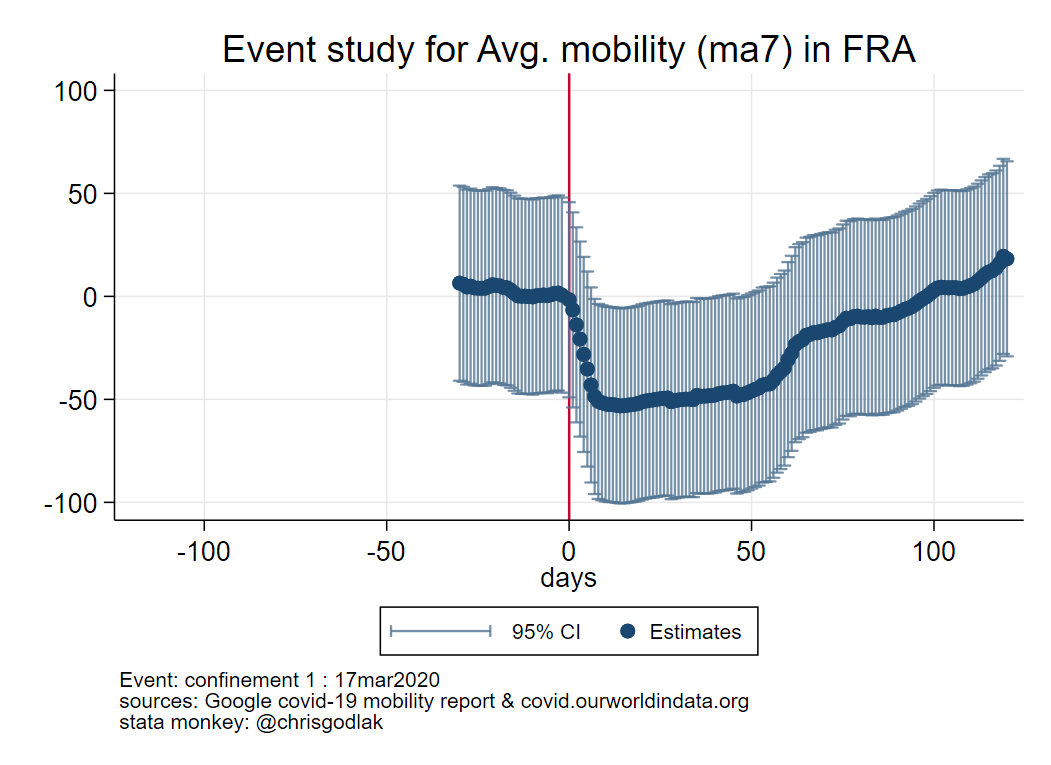 Event study for Avg. mobility (ma7) in FRA
100
50
0
-50
-100
-100 -50 0 50 100
days
95% CI Estimates
Event: confinement 1 : 17mar2020
sources: Google covid-19 mobility report & covid.ourworldindata.org
stata monkey: @chrisgodlak